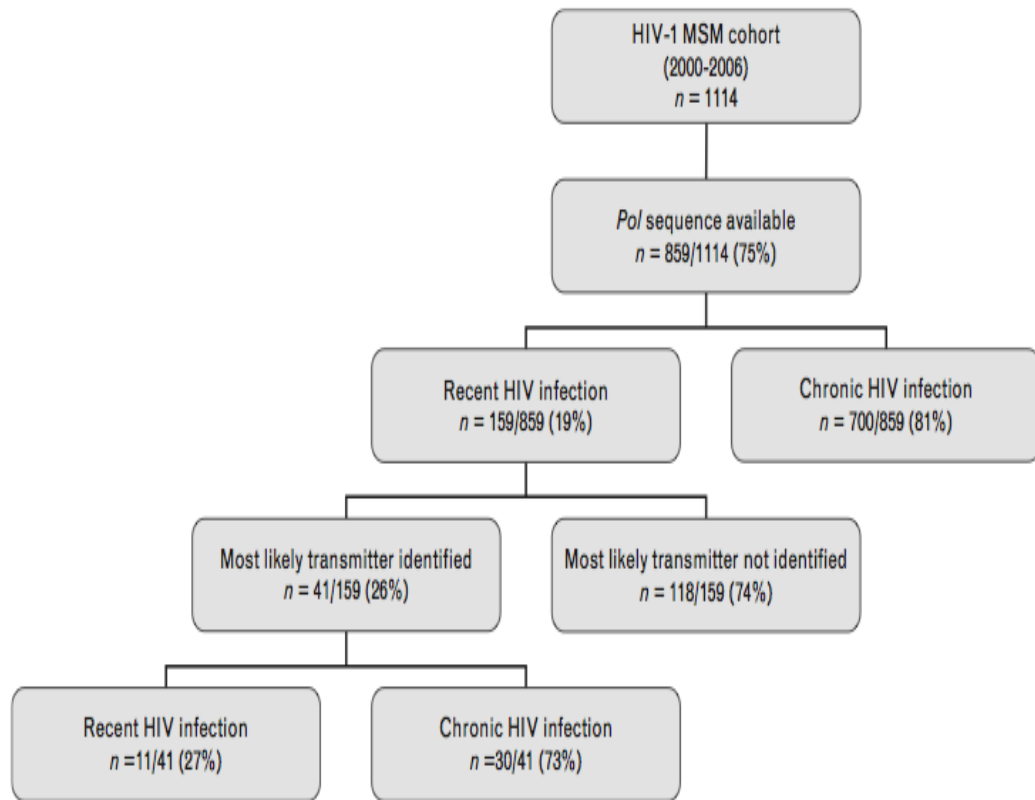 HIV-1 MSM cohort
(2000-2006)
n = 1114
Pol sequence available
n = 859/1114 (75%)
Recent HIV infection
n = 159/859 (19%)
Chronic HIV infection
n = 700/859 (81%)
Most likely transmitter identified
n = 41/159 (26%)
Most likely transmitter not identified
n = 118/159 (74%)
Recent HIV infection
n =11/41 (27%)
Chronic HIV infection
n =30/41 (73%)